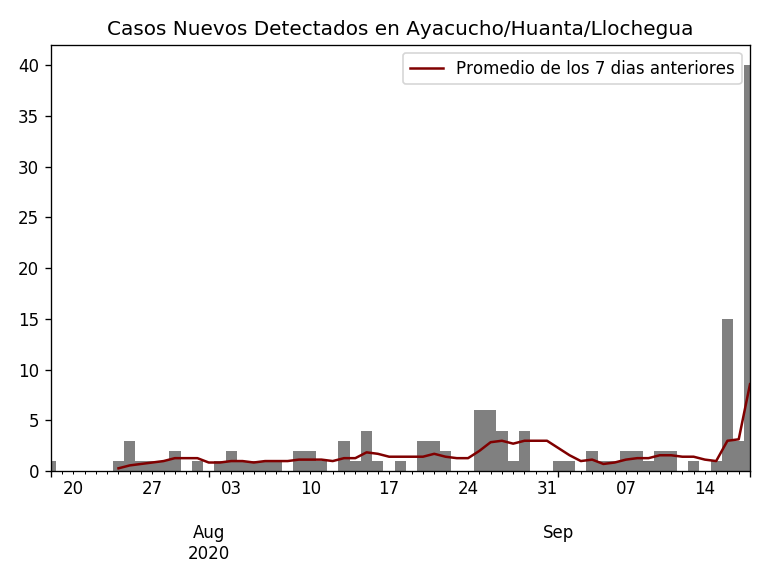 Casos Nuevos Detectados en Ayacucho/Huanta/Llochegua
Promedio de los 7 dias anteriores
40
35
30
25
20
15
10
5
0
20 27 03 10 17 24 31 07 14
Aug Sep
2020